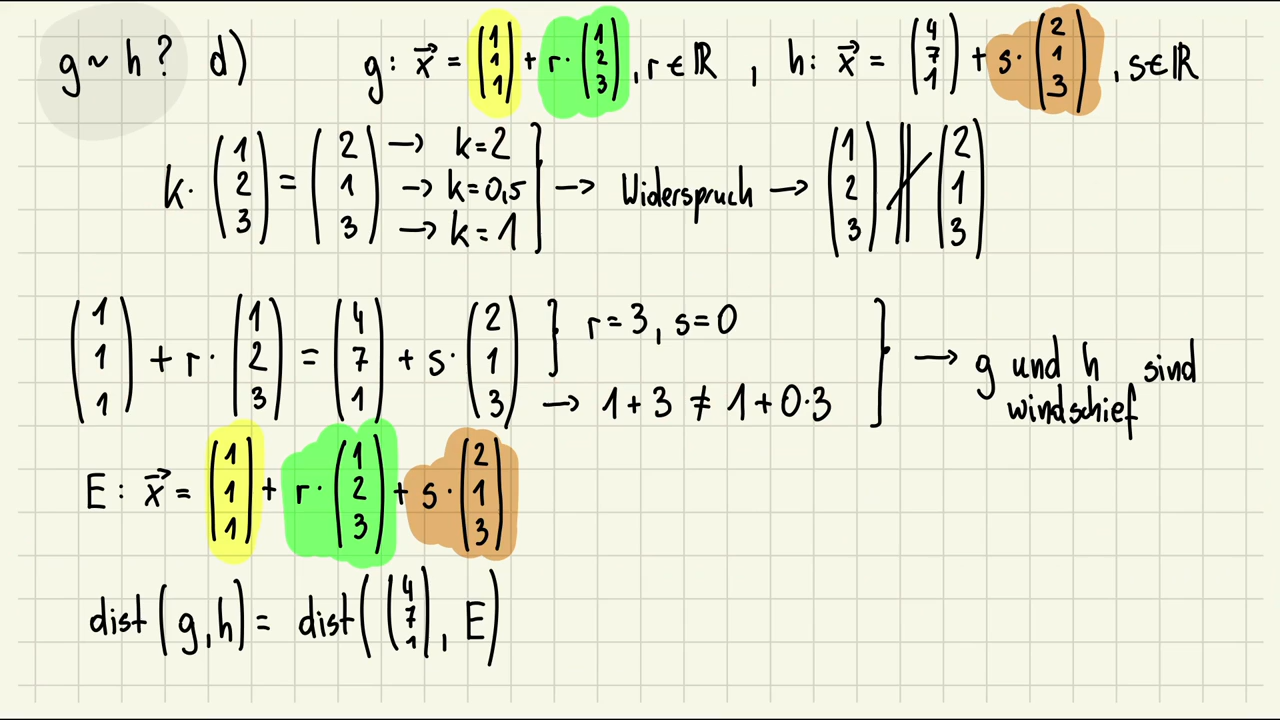 g ~ h ? d) g: x⃗ = (1 1 1) + r · (1 2 3) , r ∈ ℝ , h: x⃗ = (4 7 1) + s · (2 1 3) , s ∈ ℝ
k · (1 2 3) = (2 1 3) → k = 2 → k = 0,5 → k = 1 } → Widerspruch → (1 2 3) ∦ (2 1 3)
(1 1 1) + r · (1 2 3) = (4 7 1) + s · (2 1 3) } r = 3, s = 0 → 1 + 3 ≠ 1 + 0·3 } → g und h sind windschief
E: x⃗ = (1 1 1) + r · (1 2 3) + s · (2 1 3)
dist(g, h) = dist((4 7 1), E)